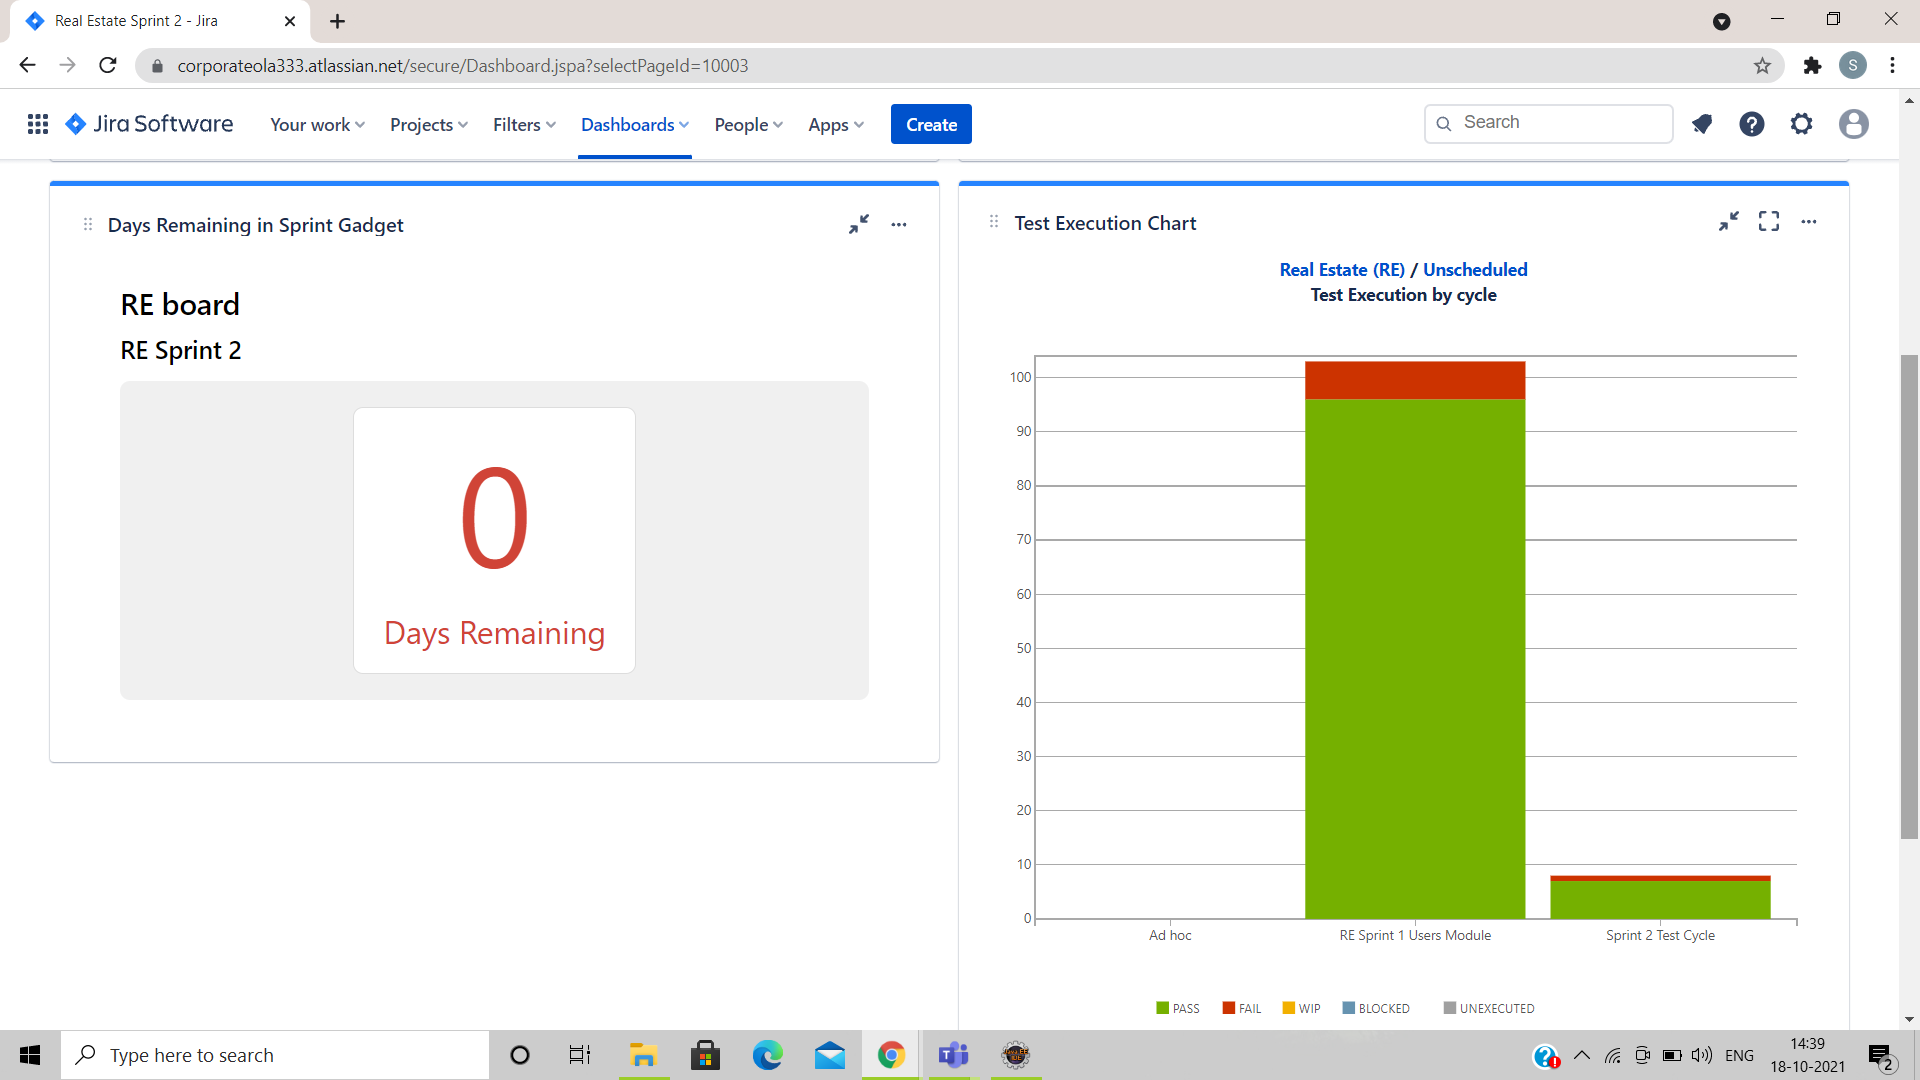 Real Estate Sprint 2 - Jira
corporateola333.atlassian.net/secure/Dashboard.jspa?selectPageId=10003
S
Jira Software
Your work
Projects
Filters
Dashboards
People
Apps
Create
Search
Days Remaining in Sprint Gadget
RE board
RE Sprint 2
0
Days Remaining
Test Execution Chart
Real Estate (RE) / Unscheduled
Test Execution by cycle
100
90
80
70
60
50
40
30
20
10
0
Ad hoc
RE Sprint 1 Users Module
Sprint 2 Test Cycle
PASS
FAIL
WIP
BLOCKED
UNEXECUTED
Type here to search
ENG
14:39
18-10-2021
2